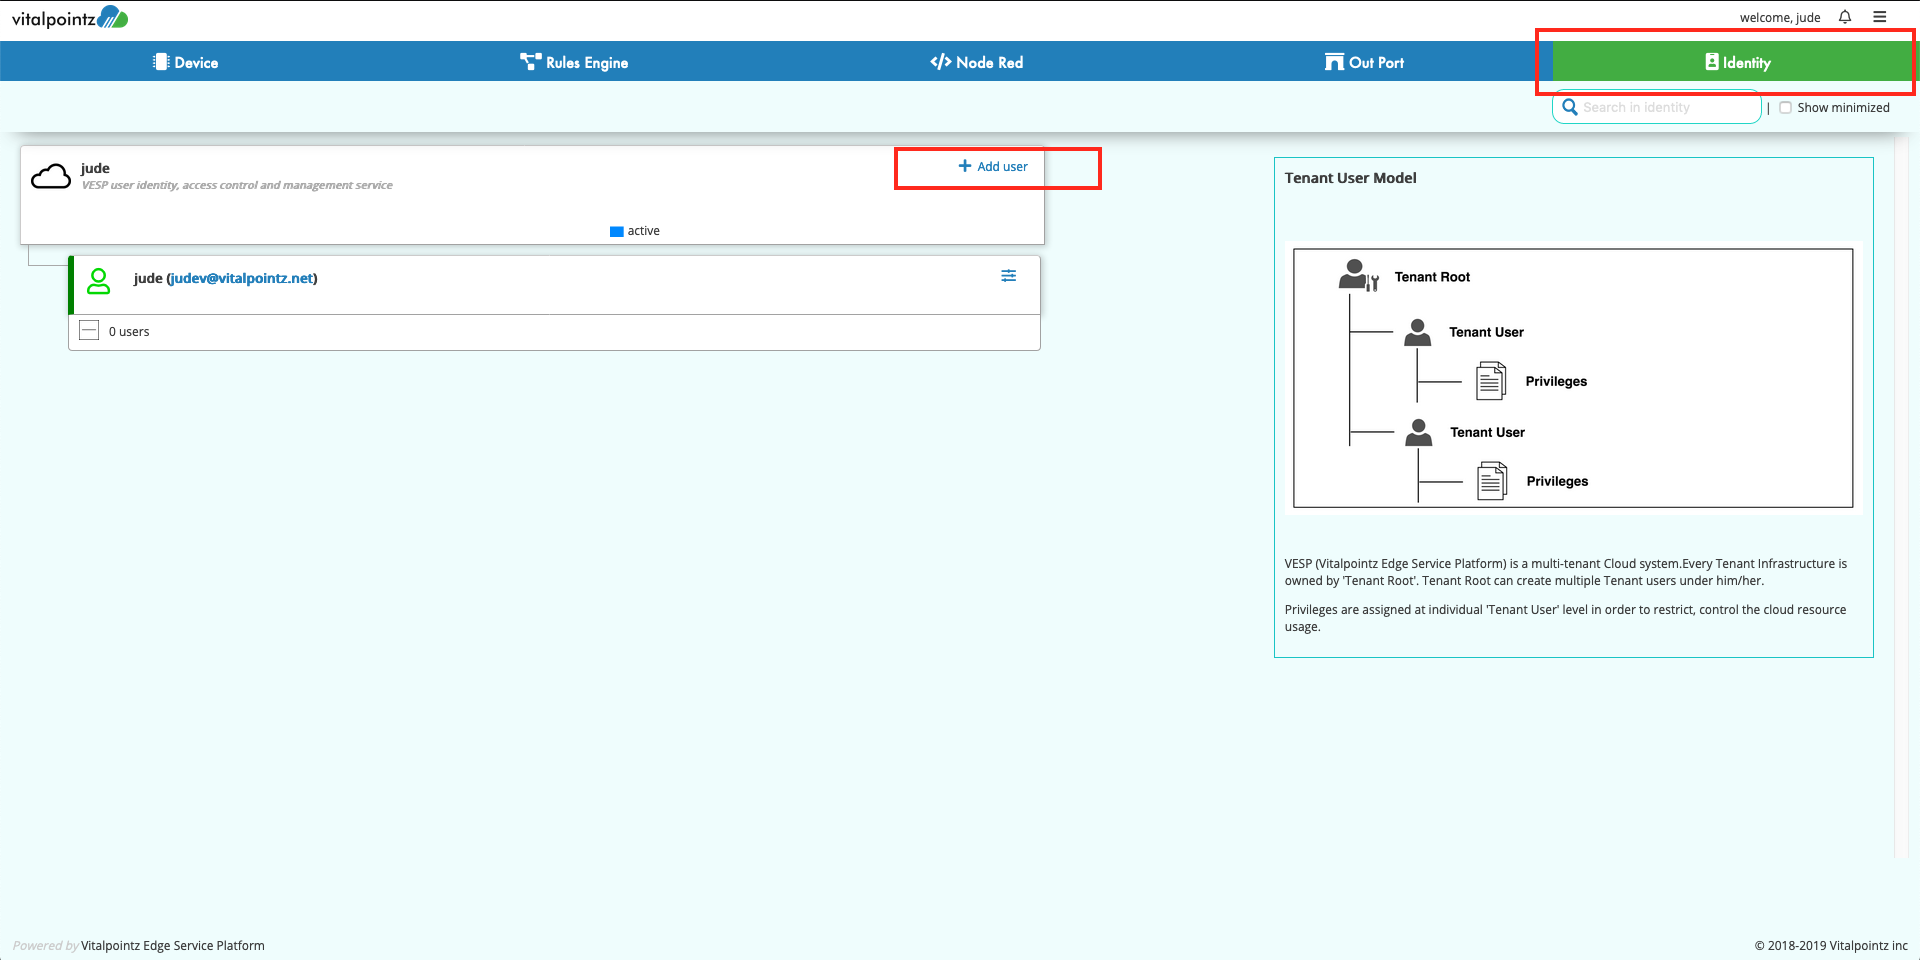 vitalpointz
welcome, jude
Device
Rules Engine
Node Red
Out Port
Identity
Search in identity
| Show minimized
jude
VESP user identity, access control and management service
Add user
active
jude (judev@vitalpointz.net)
0 users
Tenant User Model
Tenant Root
Tenant User
Privileges
Tenant User
Privileges
VESP (Vitalpointz Edge Service Platform) is a multi-tenant Cloud system.Every Tenant Infrastructure is
owned by 'Tenant Root'. Tenant Root can create multiple Tenant users under him/her.
Privileges are assigned at individual 'Tenant User' level in order to restrict, control the cloud resource
usage.
Powered by Vitalpointz Edge Service Platform
© 2018-2019 Vitalpointz inc